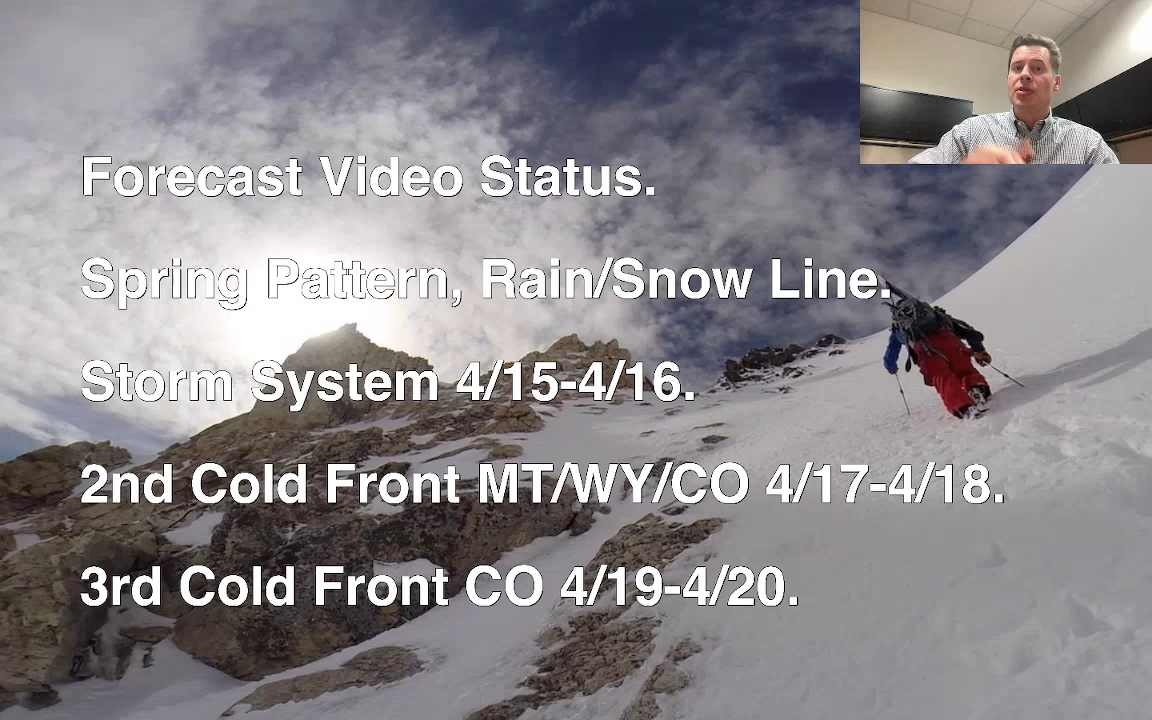 Forecast Video Status.
Spring Pattern, Rain/Snow Line.
Storm System 4/15-4/16.
2nd Cold Front MT/WY/CO 4/17-4/18.
3rd Cold Front CO 4/19-4/20.